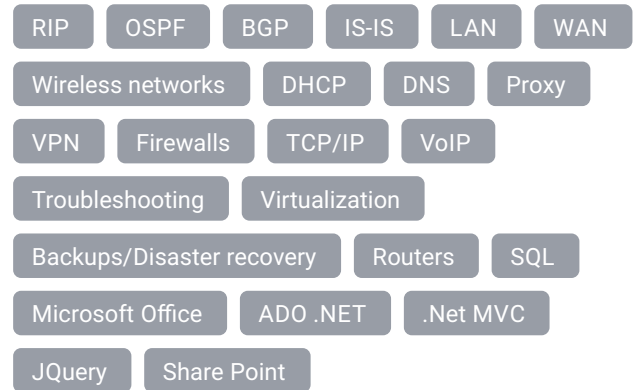 RIP OSPF BGP IS-IS LAN WAN
Wireless networks DHCP DNS Proxy
VPN Firewalls TCP/IP VoIP
Troubleshooting Virtualization
Backups/Disaster recovery Routers SQL
Microsoft Office ADO .NET .Net MVC
JQuery Share Point